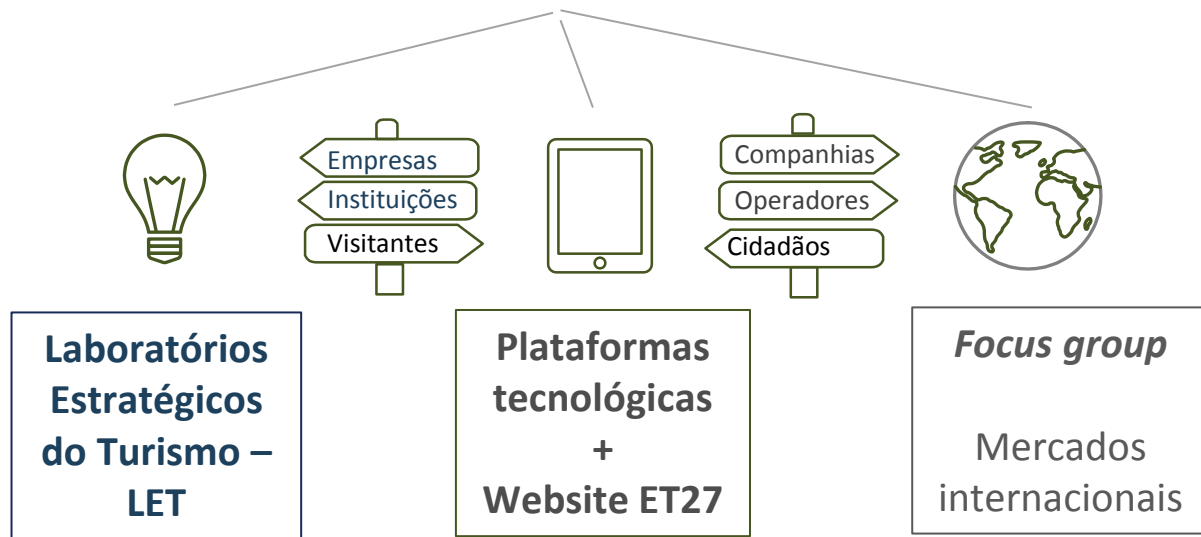 Empresas
Instituições
Visitantes
Companhias
Operadores
Cidadãos
Laboratórios
Estratégicos
do Turismo –
LET
Plataformas
tecnológicas
+
Website ET27
Focus group
Mercados
internacionais